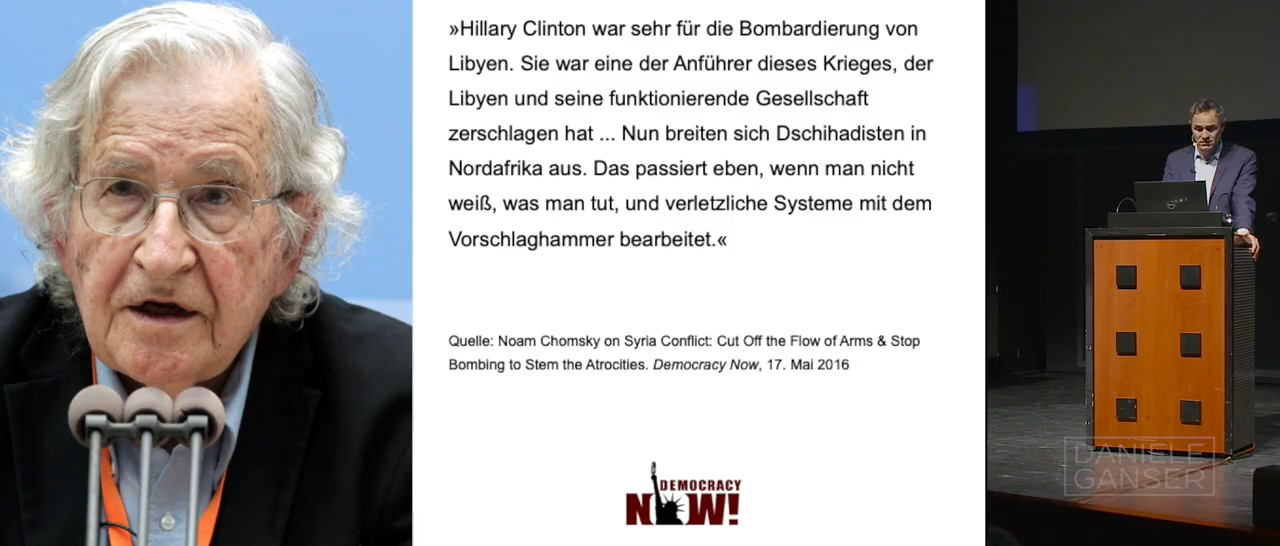 »Hillary Clinton war sehr für die Bombardierung von
Libyen. Sie war eine der Anführer dieses Krieges, der
Libyen und seine funktionierende Gesellschaft
zerschlagen hat ... Nun breiten sich Dschihadisten in
Nordafrika aus. Das passiert eben, wenn man nicht
weiß, was man tut, und verletzliche Systeme mit dem
Vorschlaghammer bearbeitet.«
Quelle: Noam Chomsky on Syria Conflict: Cut Off the Flow of Arms & Stop
Bombing to Stem the Atrocities. Democracy Now, 17. Mai 2016
DEMOCRACY
NOW!
DANIELE
GANSER